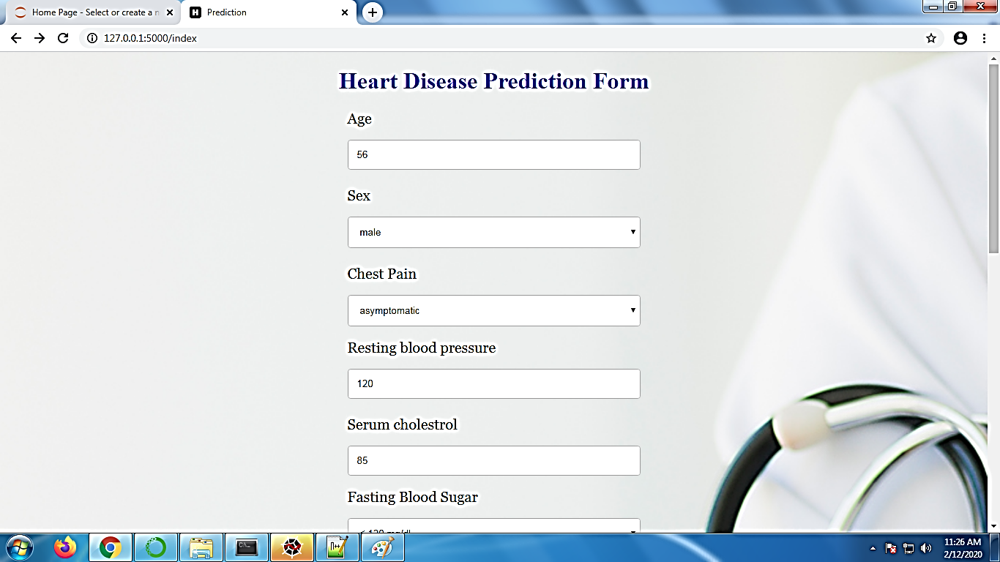 Home Page - Select or create a n
Prediction
127.0.0.1:5000/index
Heart Disease Prediction Form
Age
56
Sex
male
Chest Pain
asymptomatic
Resting blood pressure
120
Serum cholestrol
85
Fasting Blood Sugar
11:26 AM
2/12/2020